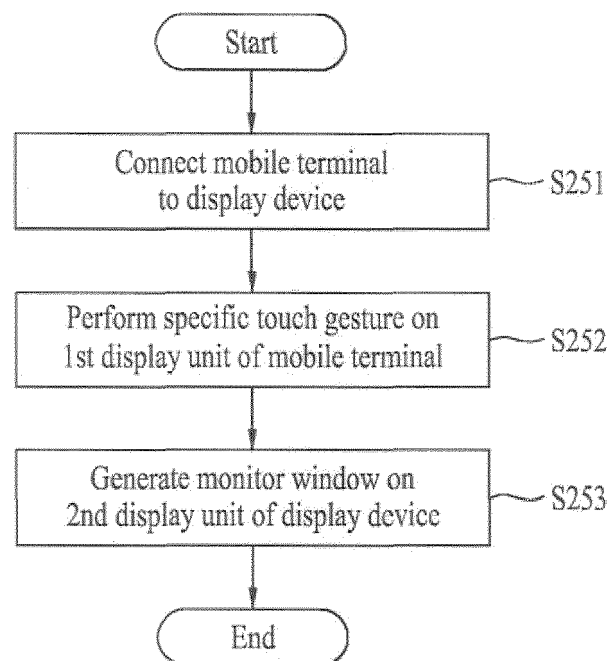 Start
Connect mobile terminal
to display device
S251
Perform specific touch gesture on
1st display unit of mobile terminal
S252
Generate monitor window on
2nd display unit of display device
S253
End